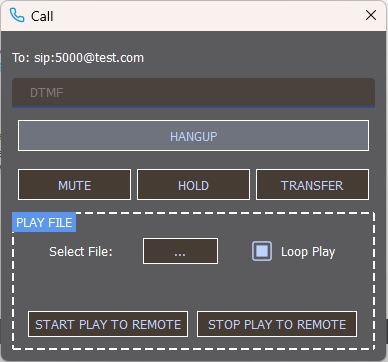 Call
To: sip:5000@test.com
DTMF
HANGUP
MUTE HOLD TRANSFER
PLAY FILE
Select File: ... Loop Play
START PLAY TO REMOTE STOP PLAY TO REMOTE